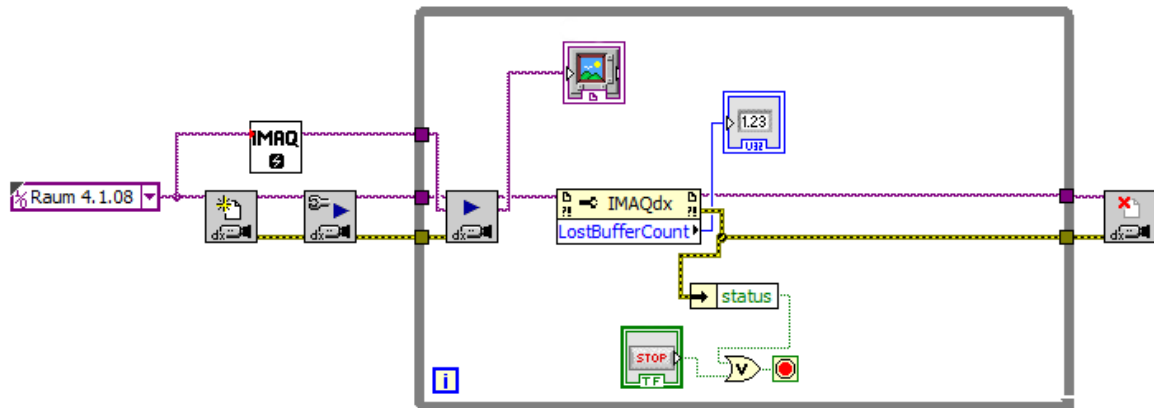 1.23
U32
IMAQ
Raum 4.1.08
IMAQdx
LostBufferCount
dx
dx
dx
dx
status
STOP
TF
i